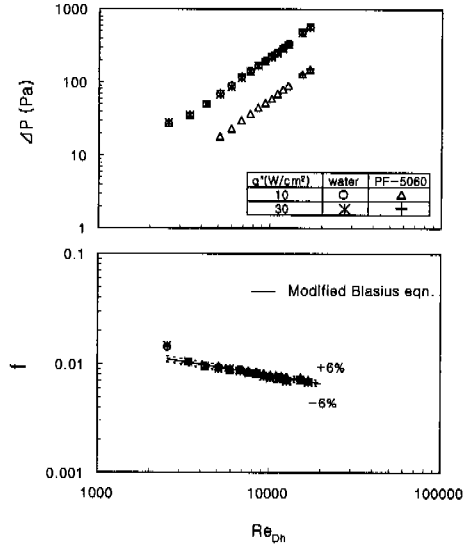 1000
100
ΔP (Pa)
10
1
q"(W/cm²) water PF-5060
10
30
0.1
Modified Blasius eqn.
f
0.01
+6%
-6%
0.001
1000 10000 100000
Re_Dh